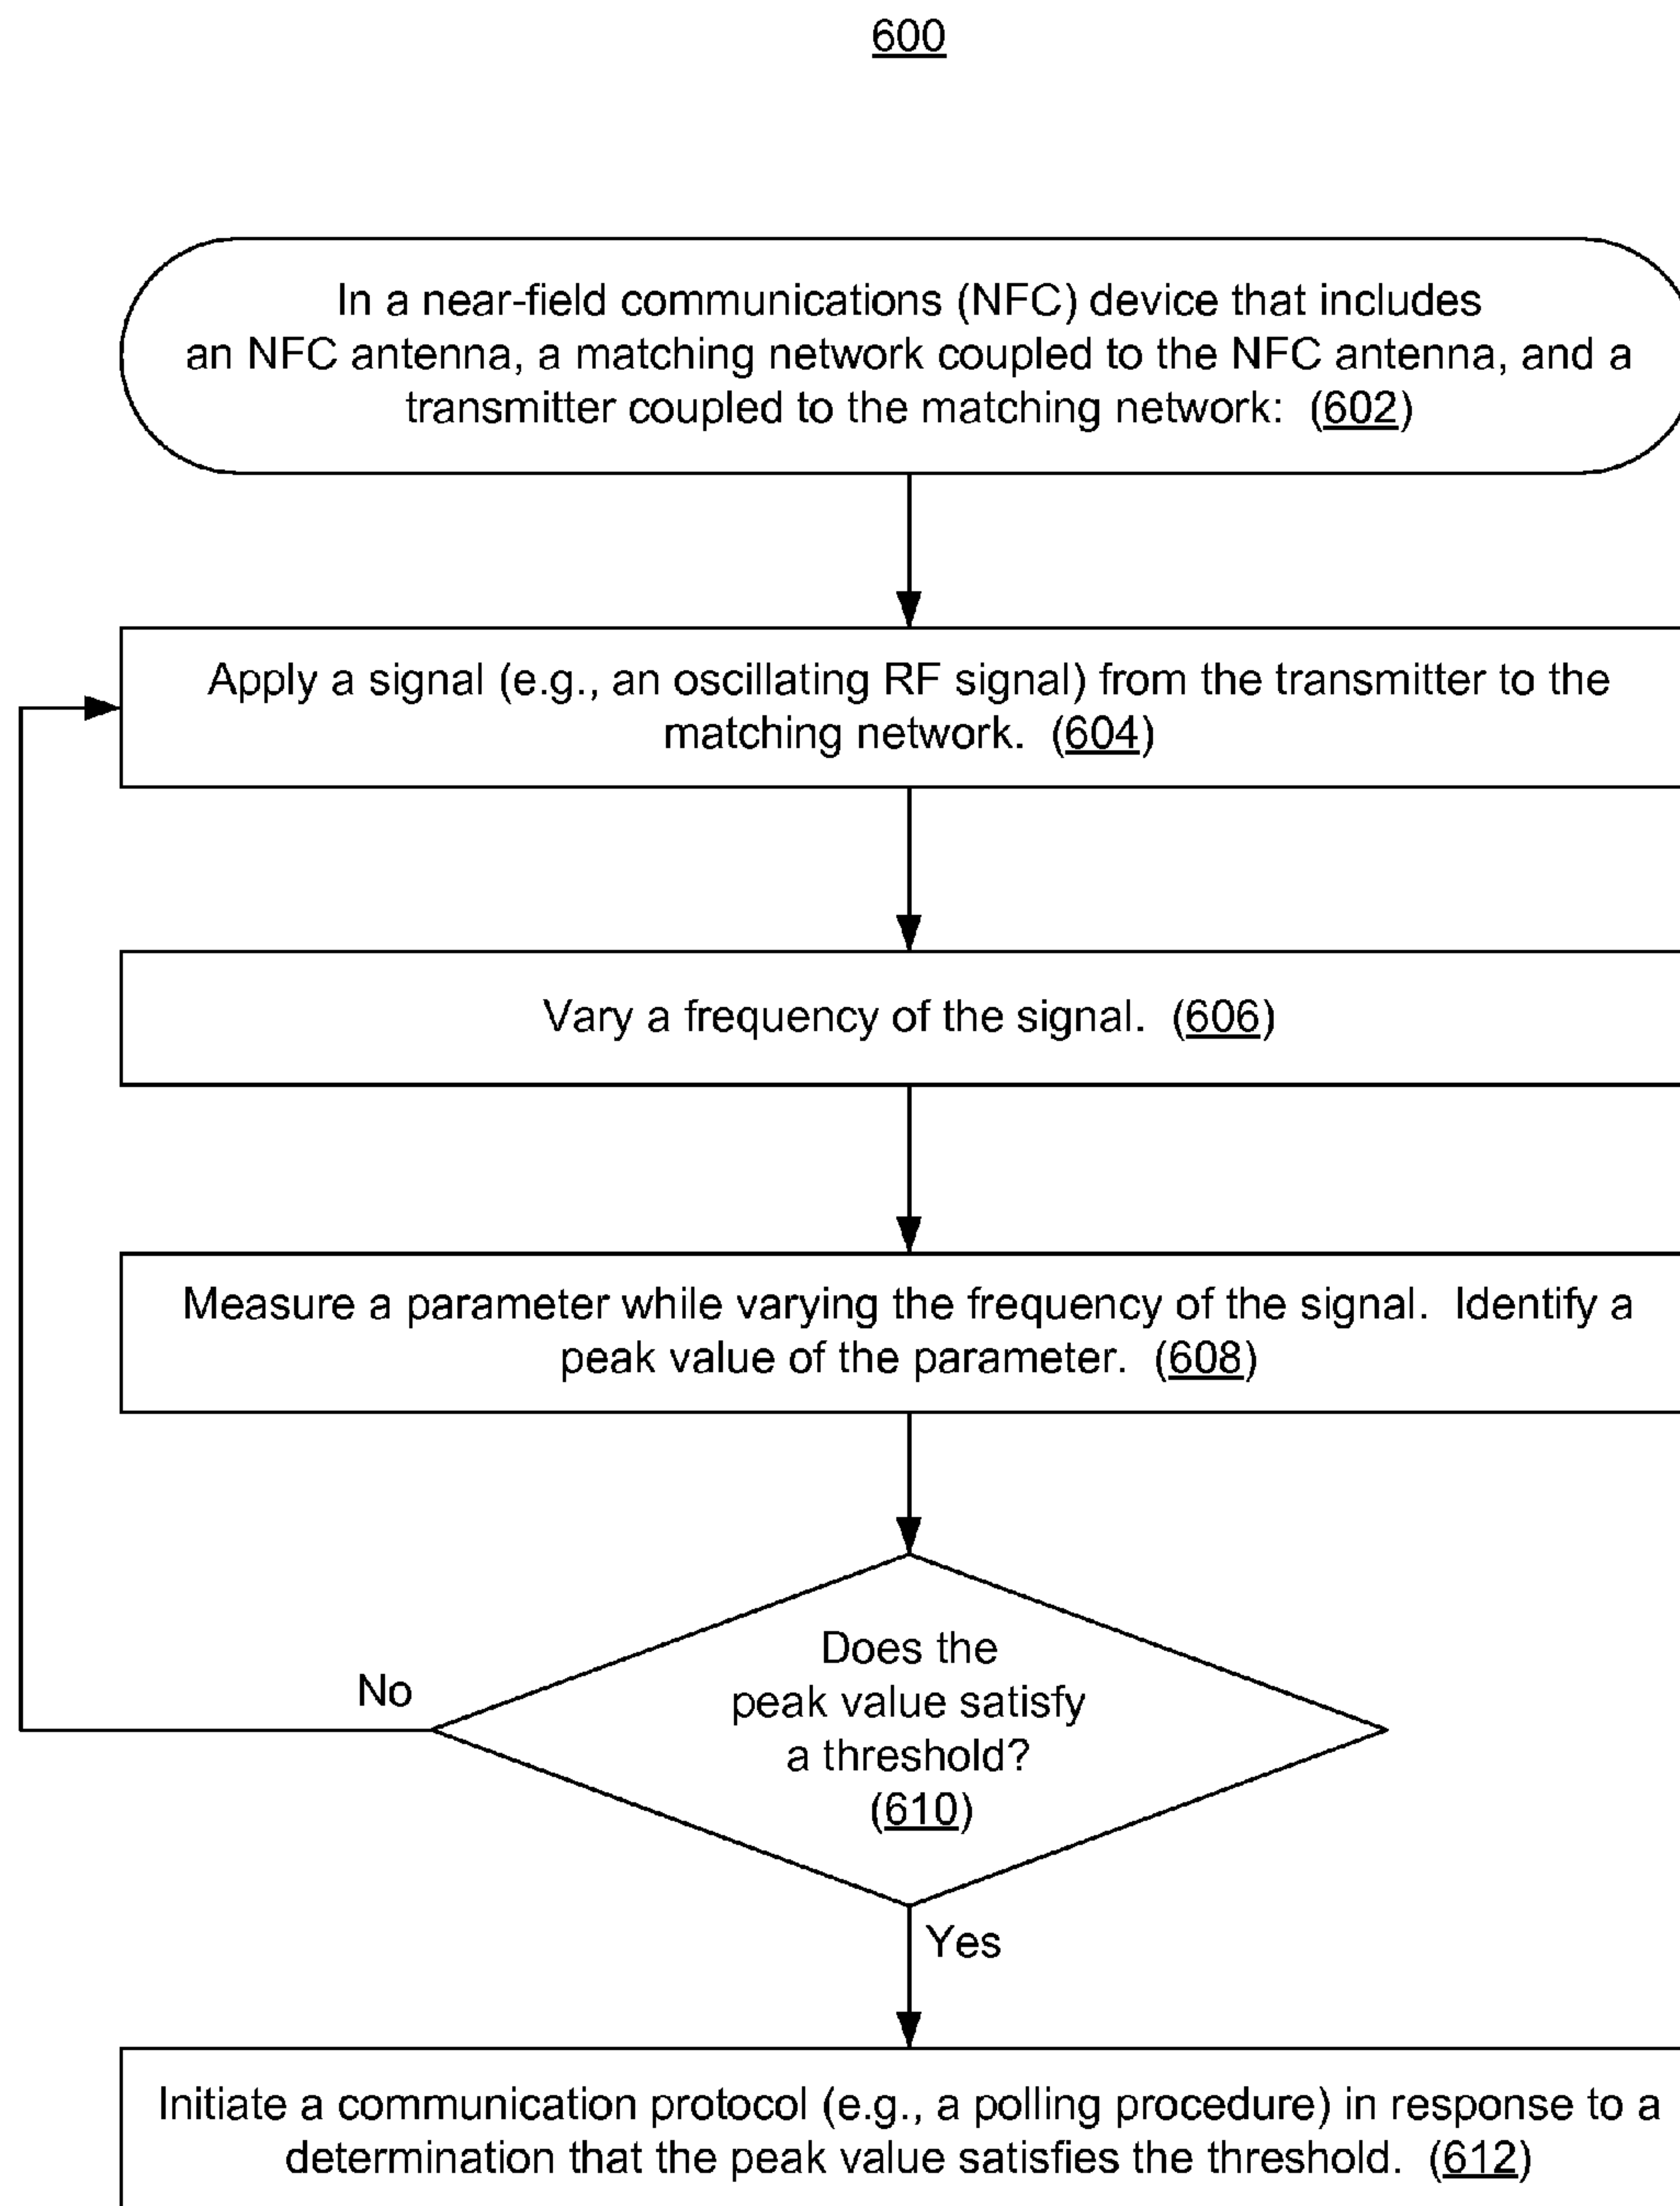 600
In a near-field communications (NFC) device that includes
an NFC antenna, a matching network coupled to the NFC antenna, and a
transmitter coupled to the matching network: (602)
Apply a signal (e.g., an oscillating RF signal) from the transmitter to the
matching network. (604)
Vary a frequency of the signal. (606)
Measure a parameter while varying the frequency of the signal. Identify a
peak value of the parameter. (608)
Does the
peak value satisfy
a threshold?
(610)
No
Yes
Initiate a communication protocol (e.g., a polling procedure) in response to a
determination that the peak value satisfies the threshold. (612)